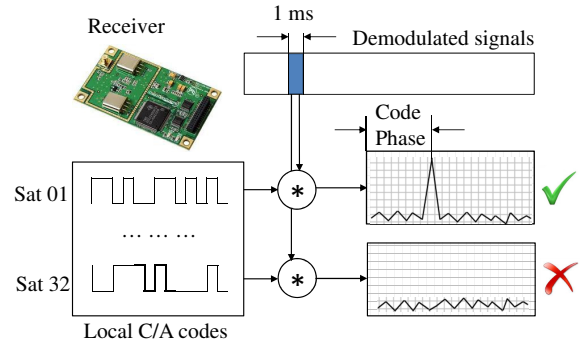 1 ms
Receiver
Demodulated signals
Code
Phase
Sat 01
*
... ... ...
Sat 32
*
Local C/A codes